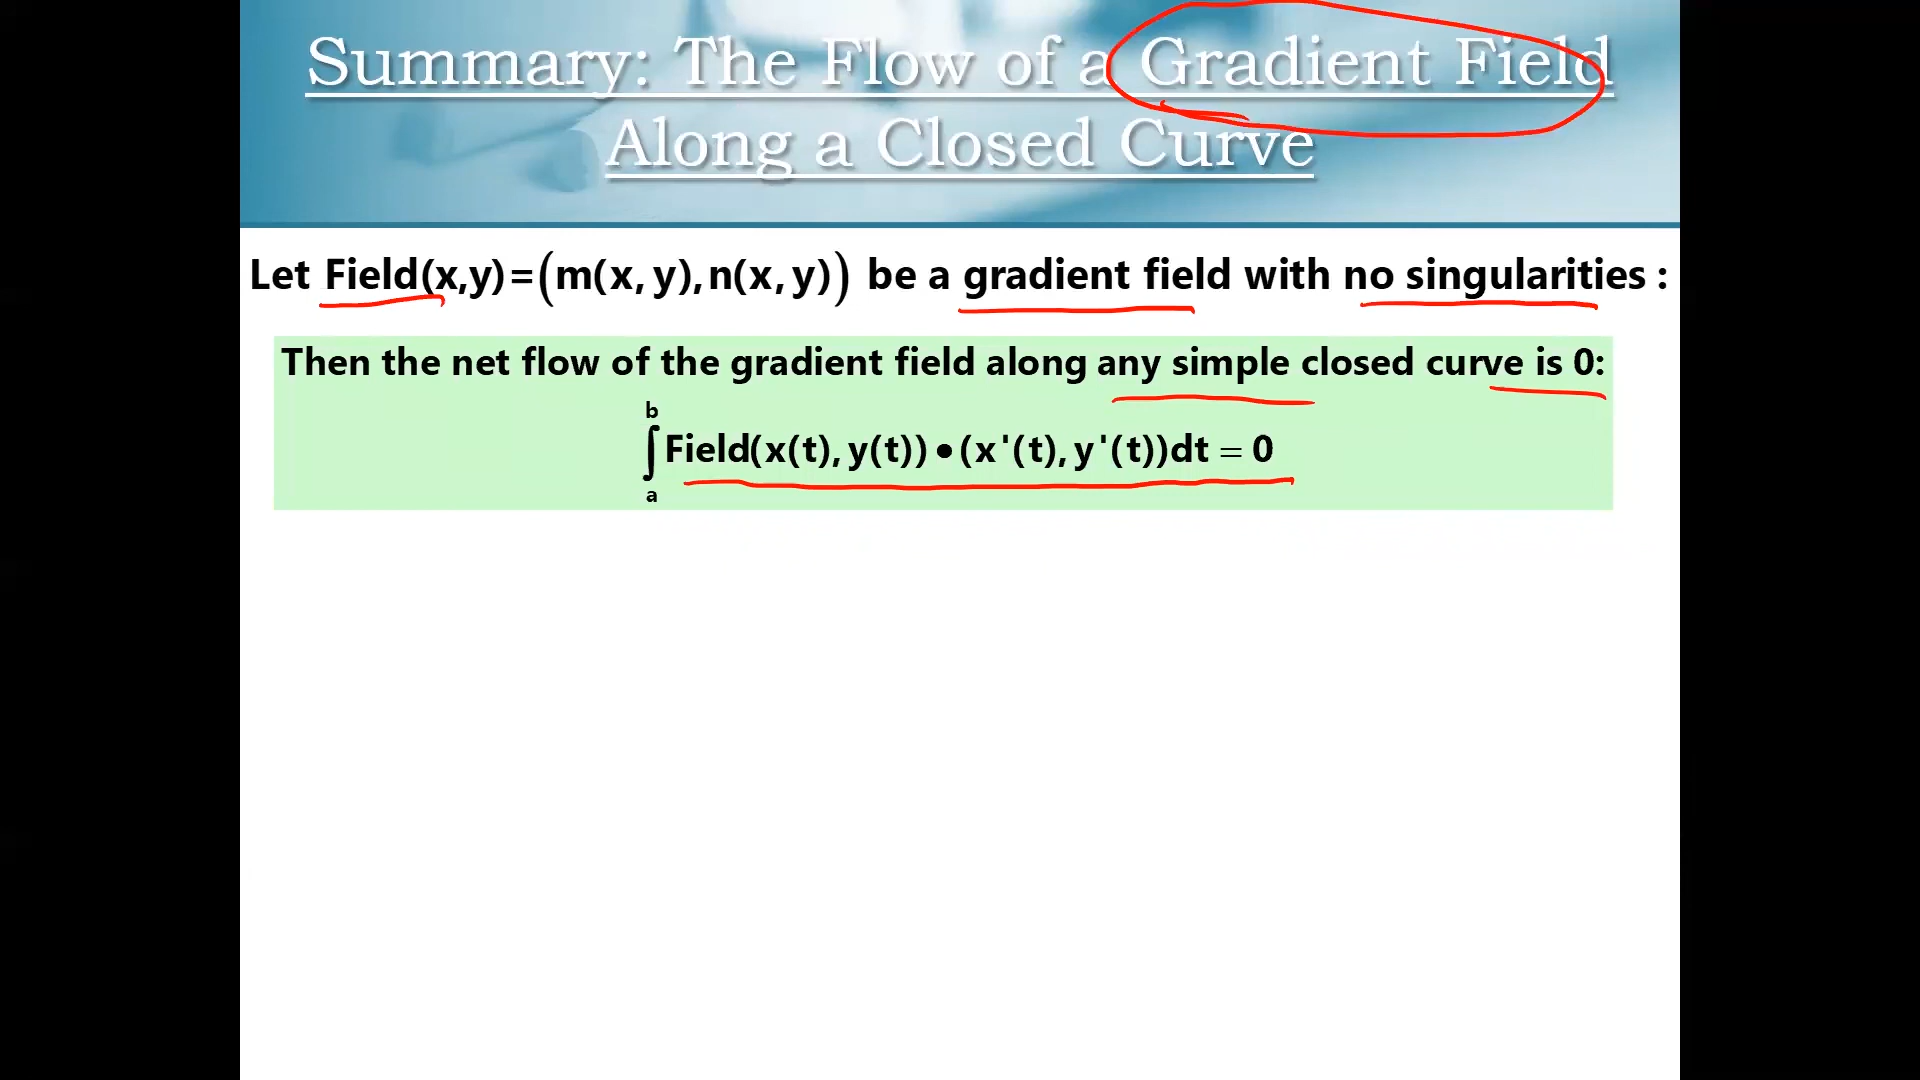 Summary: The Flow of a Gradient Field
Along a Closed Curve
Let Field(x,y)=(m(x,y),n(x,y)) be a gradient field with no singularities :
Then the net flow of the gradient field along any simple closed curve is 0:
b
∫Field(x(t),y(t))•(x'(t),y'(t))dt = 0
a